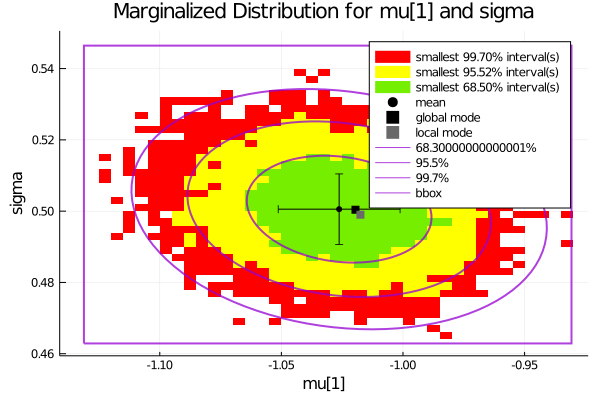 Marginalized Distribution for mu[1] and sigma
smallest 99.70% interval(s)
smallest 95.52% interval(s)
smallest 68.50% interval(s)
mean
global mode
local mode
68.30000000000001%
95.5%
99.7%
bbox
sigma
0.54
0.52
0.50
0.48
0.46
-1.10
-1.05
-1.00
-0.95
mu[1]